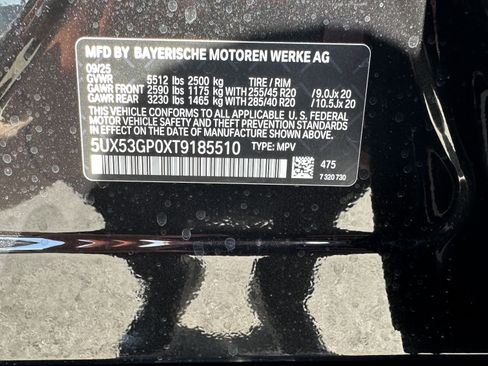 MFD BY BAYERISCHE MOTOREN WERKE AG
09/25
GVWR 5512 lbs 2500 kg TIRE / RIM
GAWR FRONT 2590 lbs 1175 kg WITH 255/45 R20 /9.0Jx 20
GAWR REAR 3230 lbs 1465 kg WITH 285/40 R20 /10.5Jx 20
THIS VEHICLE CONFORMS TO ALL APPLICABLE U. S. FEDERAL
MOTOR VEHICLE SAFETY, BUMPER, AND THEFT PREVENTION
STANDARDS IN EFFECT ON THE DATE OF MANUFACTURE SHOWN ABOVE.
5UX53GP0XT9185510 TYPE: MPV
475
7 320 730